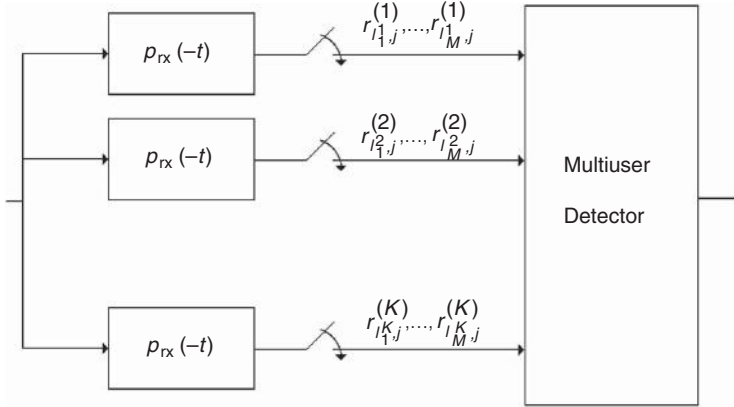 p_rx (–t)
r^(1)_{l^1_1,j},...,r^(1)_{l^1_M,j}
p_rx (–t)
r^(2)_{l^2_1,j},...,r^(2)_{l^2_M,j}
Multiuser
Detector
p_rx (–t)
r^(K)_{l^K_1,j},...,r^(K)_{l^K_M,j}